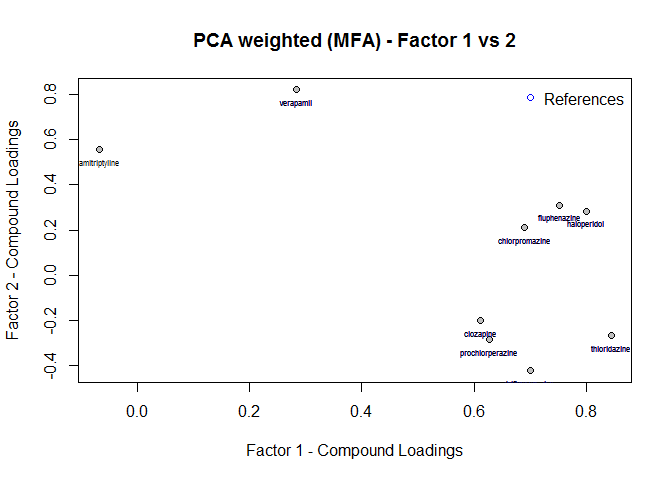 PCA weighted (MFA) - Factor 1 vs 2
References
verapamil
amitriptyline
fluphenazine
haloperidol
chlorpromazine
clozapine
prochlorperazine
thioridazine
0.8
0.6
0.4
0.2
0.0
-0.2
-0.4
Factor 2 - Compound Loadings
0.0
0.2
0.4
0.6
0.8
Factor 1 - Compound Loadings